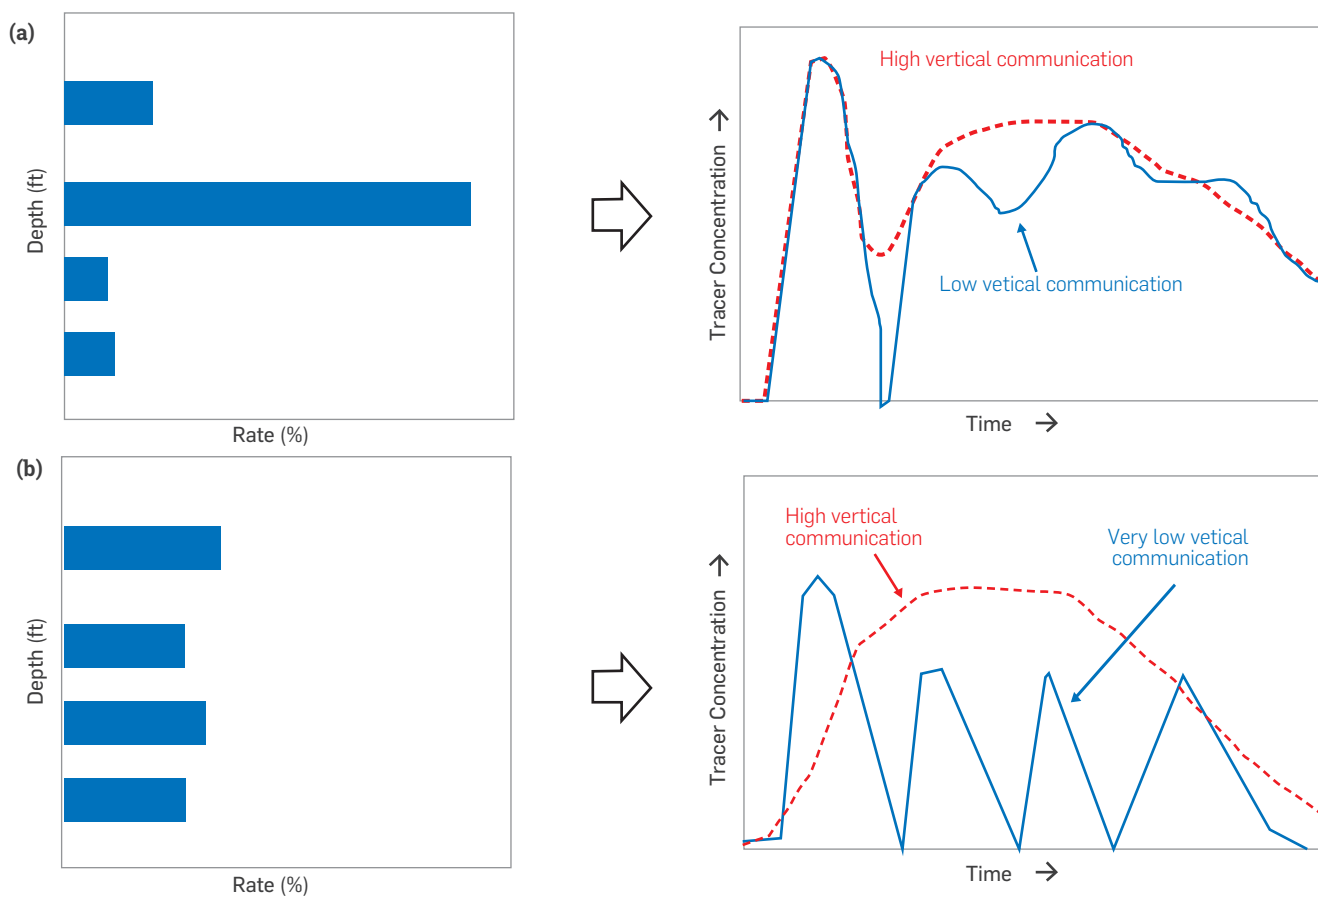 (a)
Depth (ft)
Rate (%)
High vertical communication
Low vetical communication
Tracer Concentration →
Time →
(b)
Depth (ft)
Rate (%)
High vertical
communication
Very low vetical
communication
Tracer Concentration →
Time →